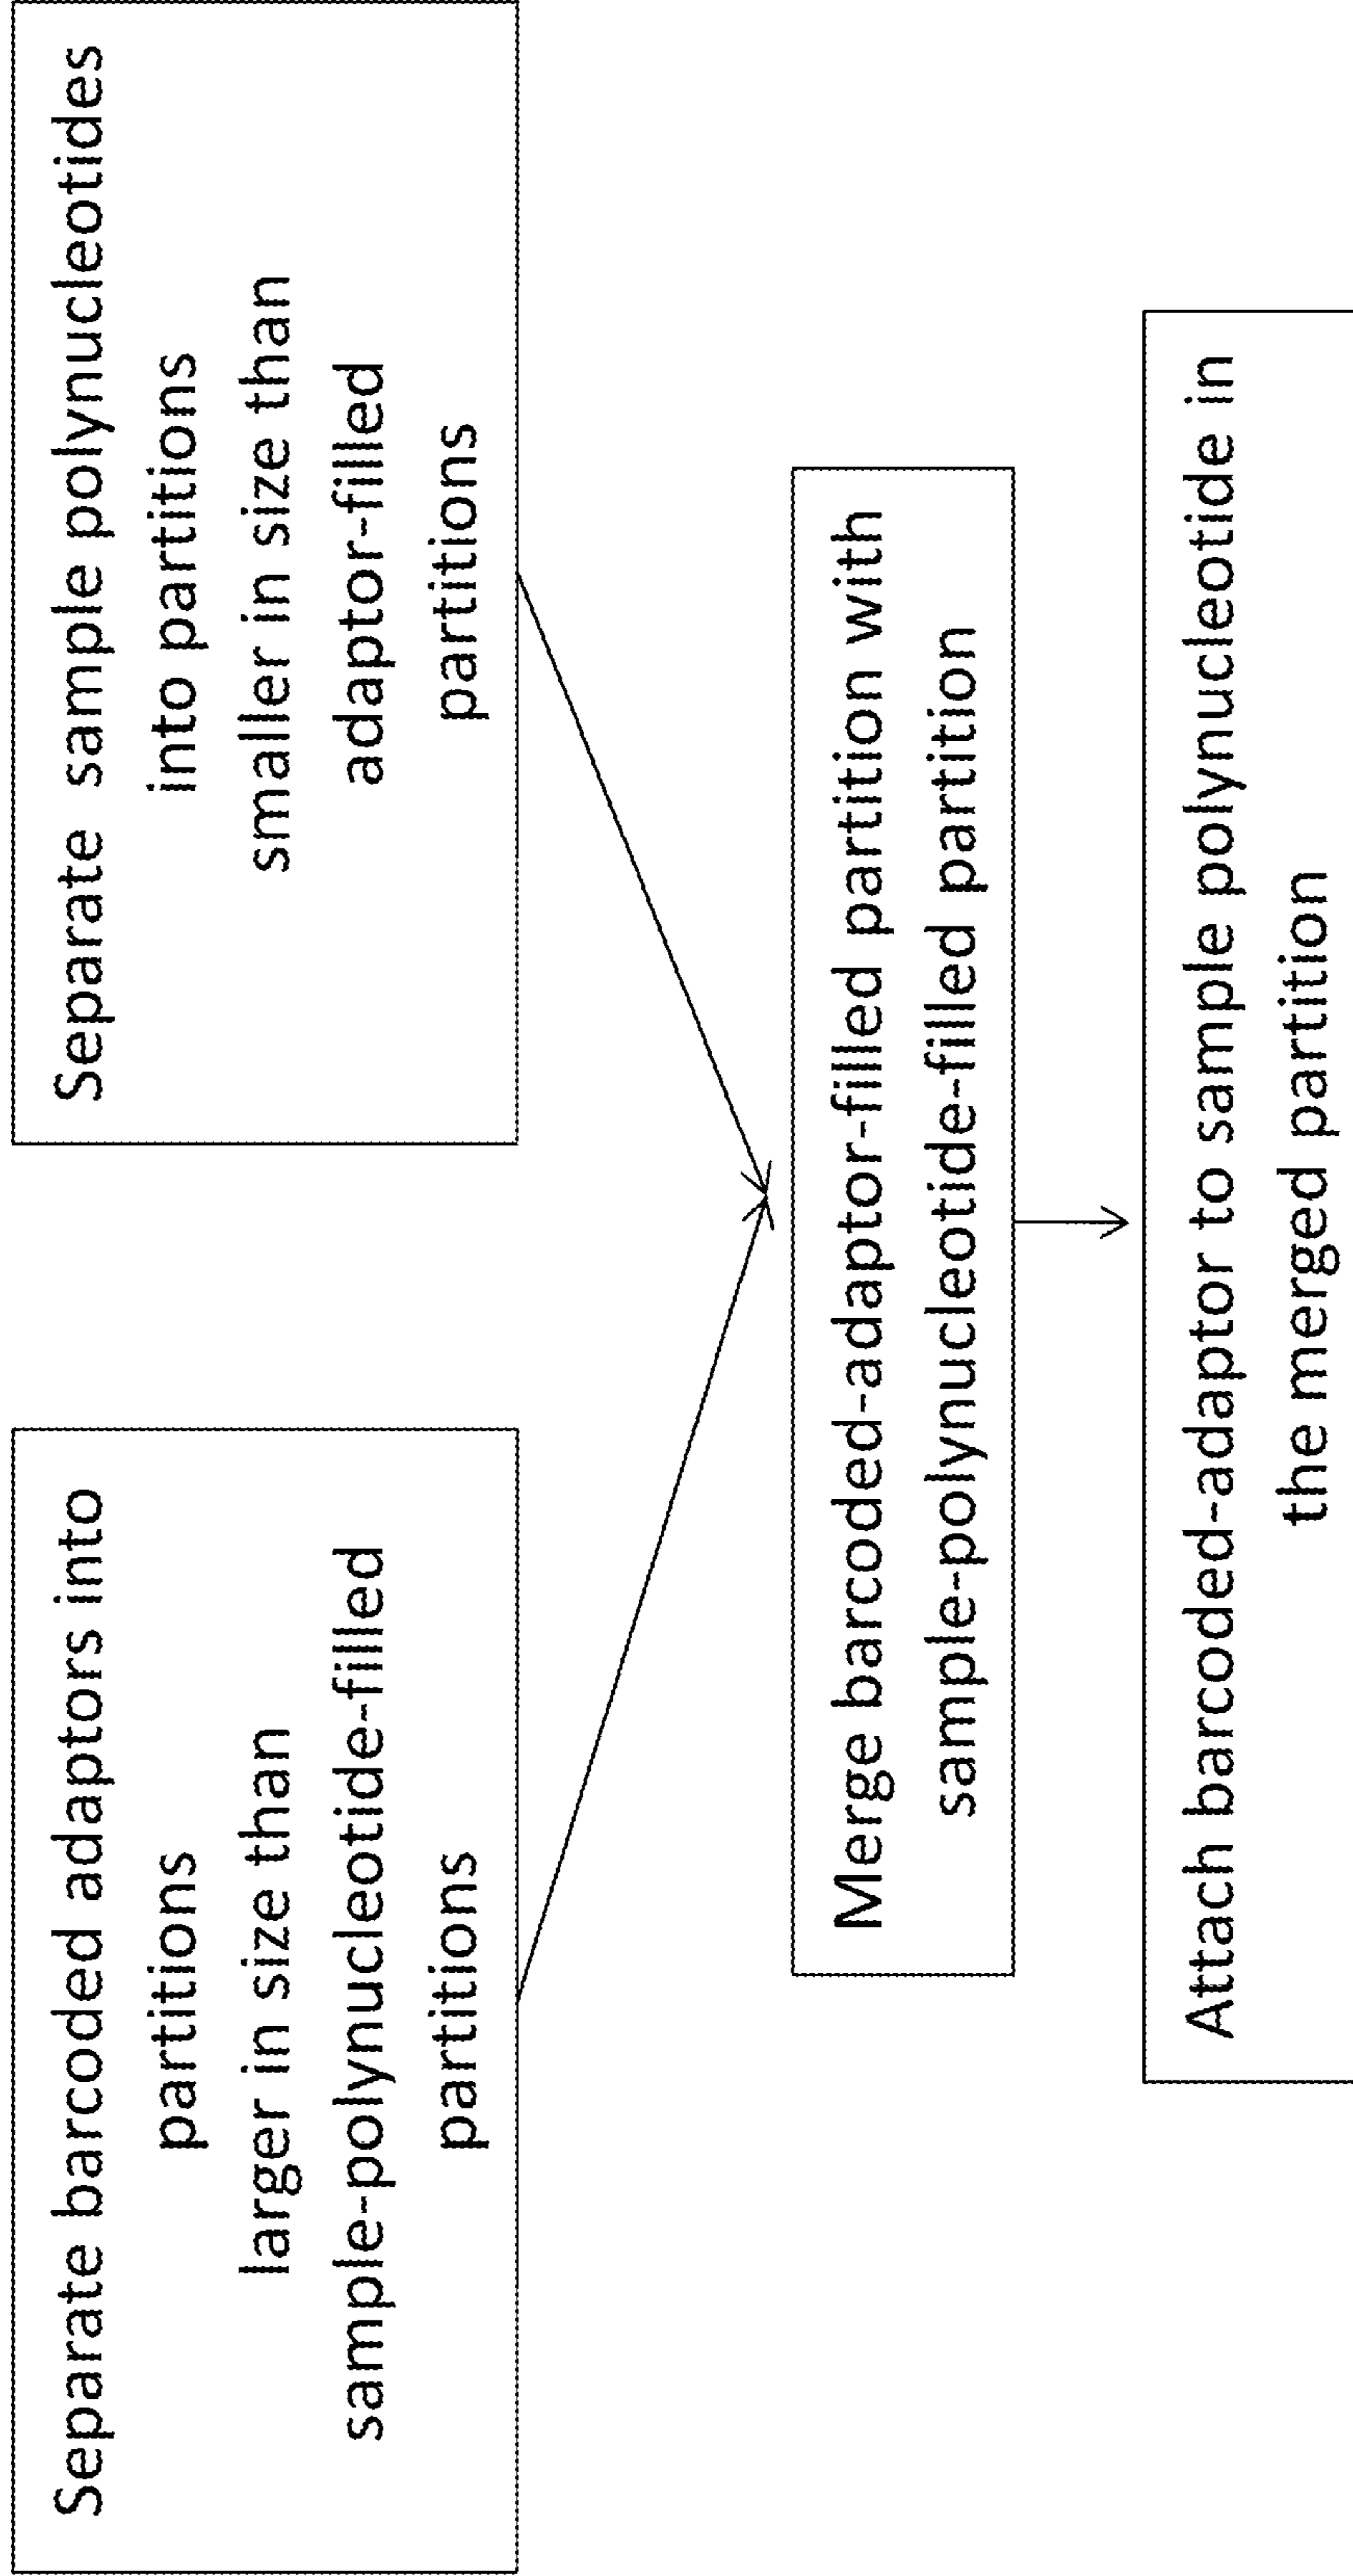 Separate barcoded adaptors into
partitions
larger in size than
sample-polynucleotide-filled
partitions
Separate sample polynucleotides
into partitions
smaller in size than
adaptor-filled
partitions
Merge barcoded-adaptor-filled partition with
sample-polynucleotide-filled partition
Attach barcoded-adaptor to sample polynucleotide in
the merged partition